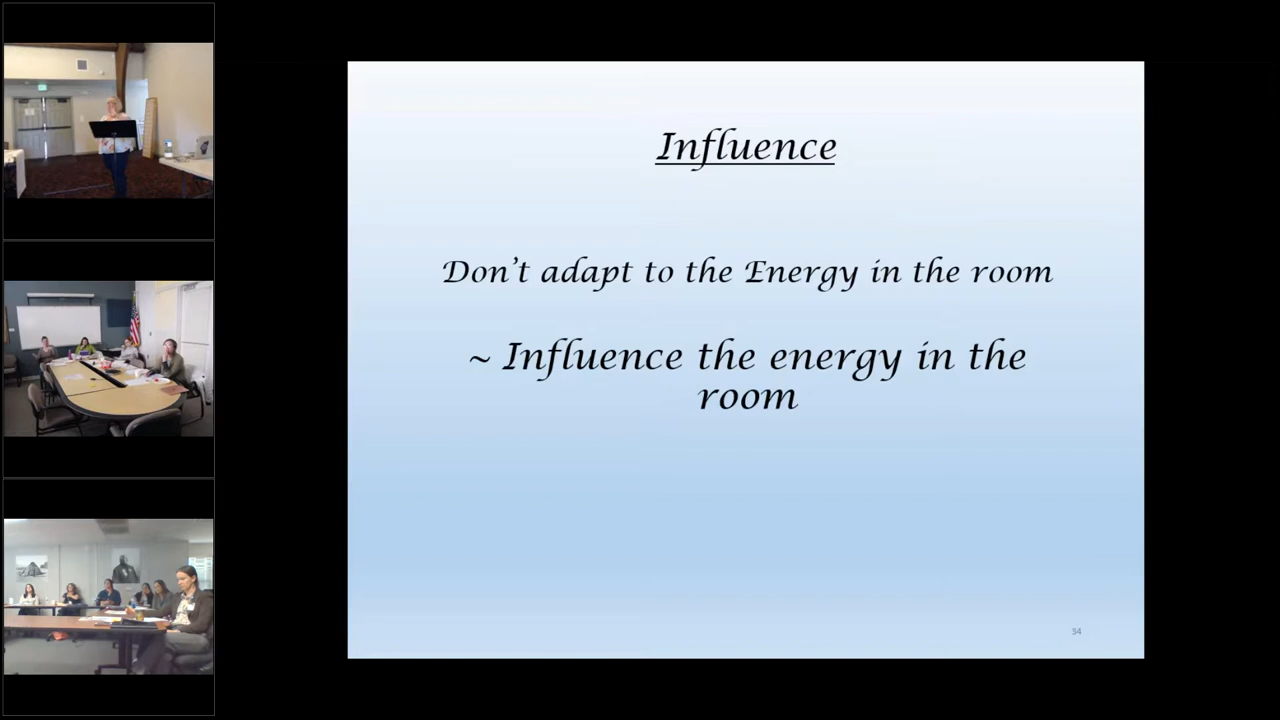 Influence
Don't adapt to the Energy in the room
~ Influence the energy in the
room
34